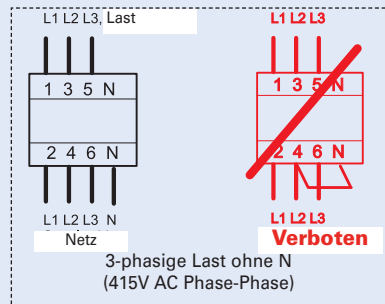 L1 L2 L3, Last
1 3 5 N
2 4 6 N
L1 L2 L3 N
Netz
L1 L2 L3
1 3 5 N
2 4 6 N
L1 L2 L3
Verboten
3-phasige Last ohne N
(415V AC Phase-Phase)